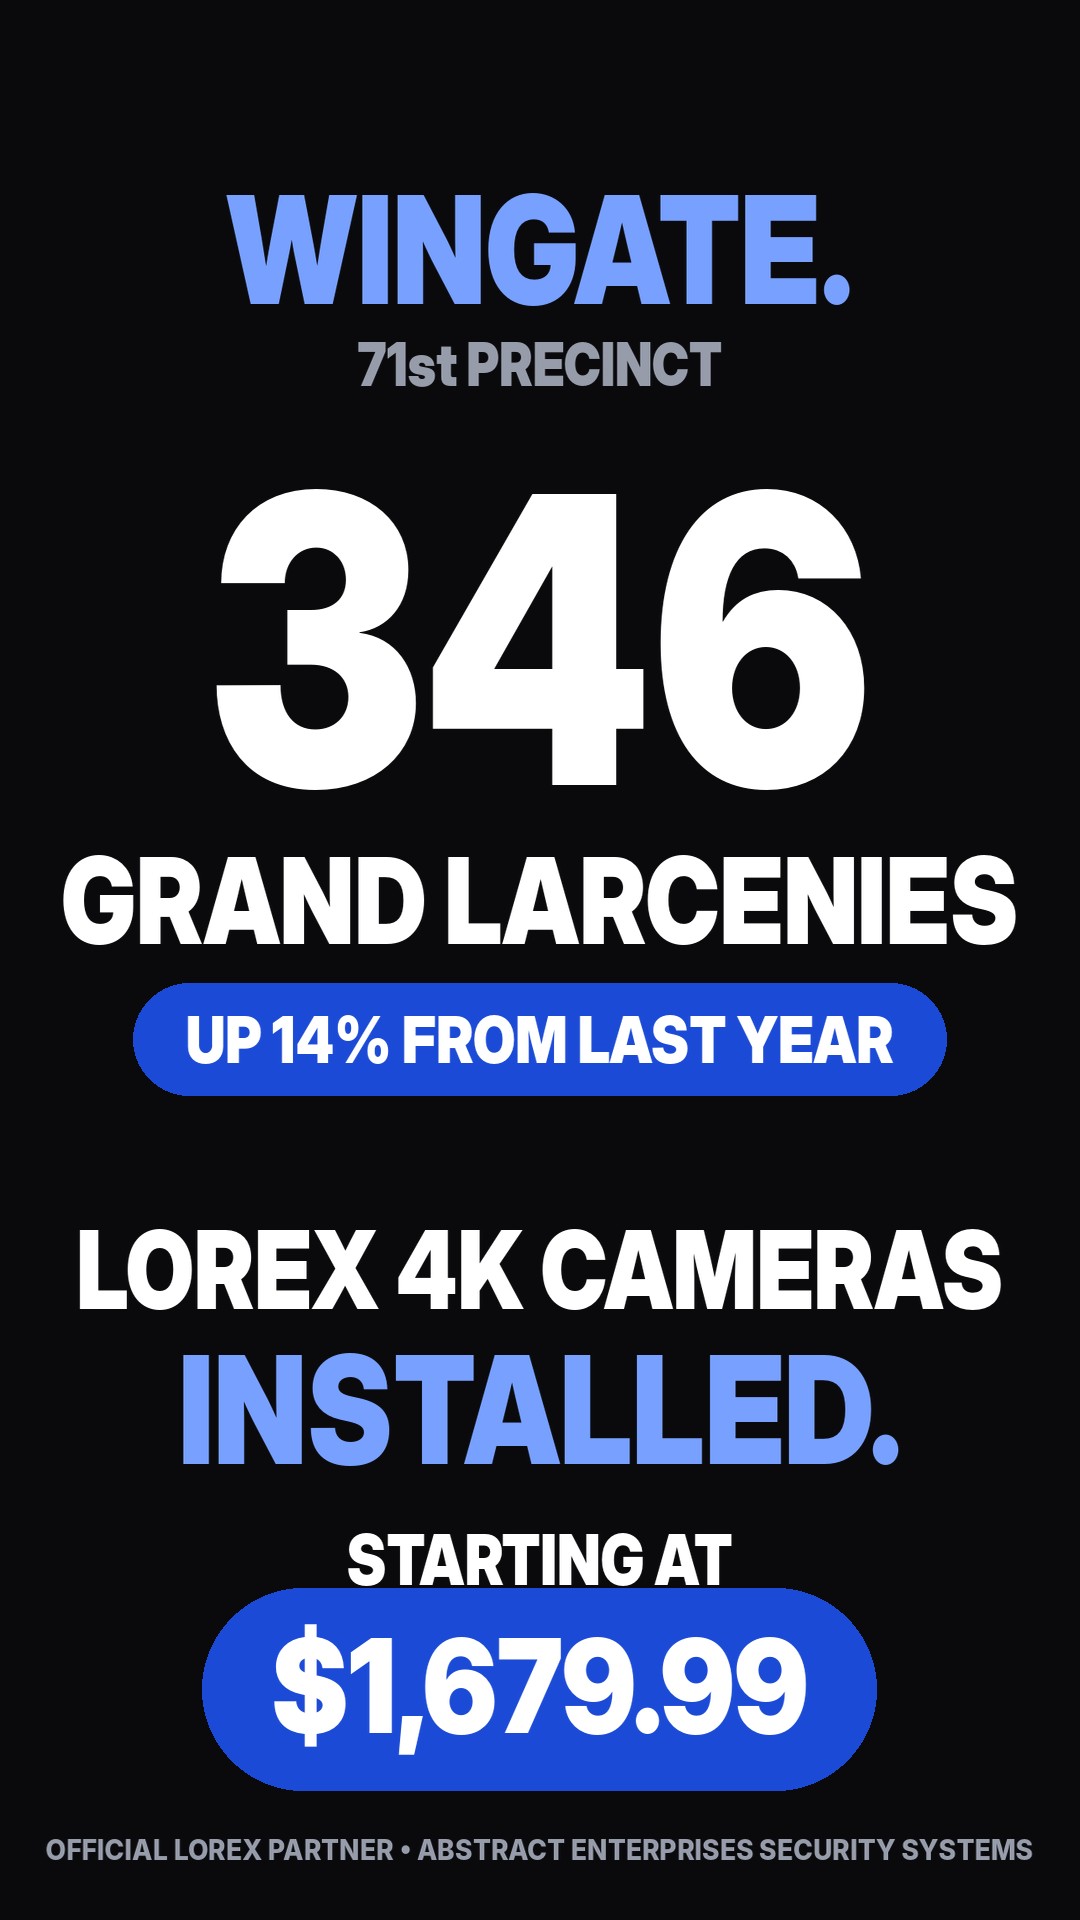 WINGATE.
71st PRECINCT
346
GRAND LARCENIES
UP 14% FROM LAST YEAR
LOREX 4K CAMERAS
INSTALLED.
STARTING AT
$1,679.99
OFFICIAL LOREX PARTNER • ABSTRACT ENTERPRISES SECURITY SYSTEMS